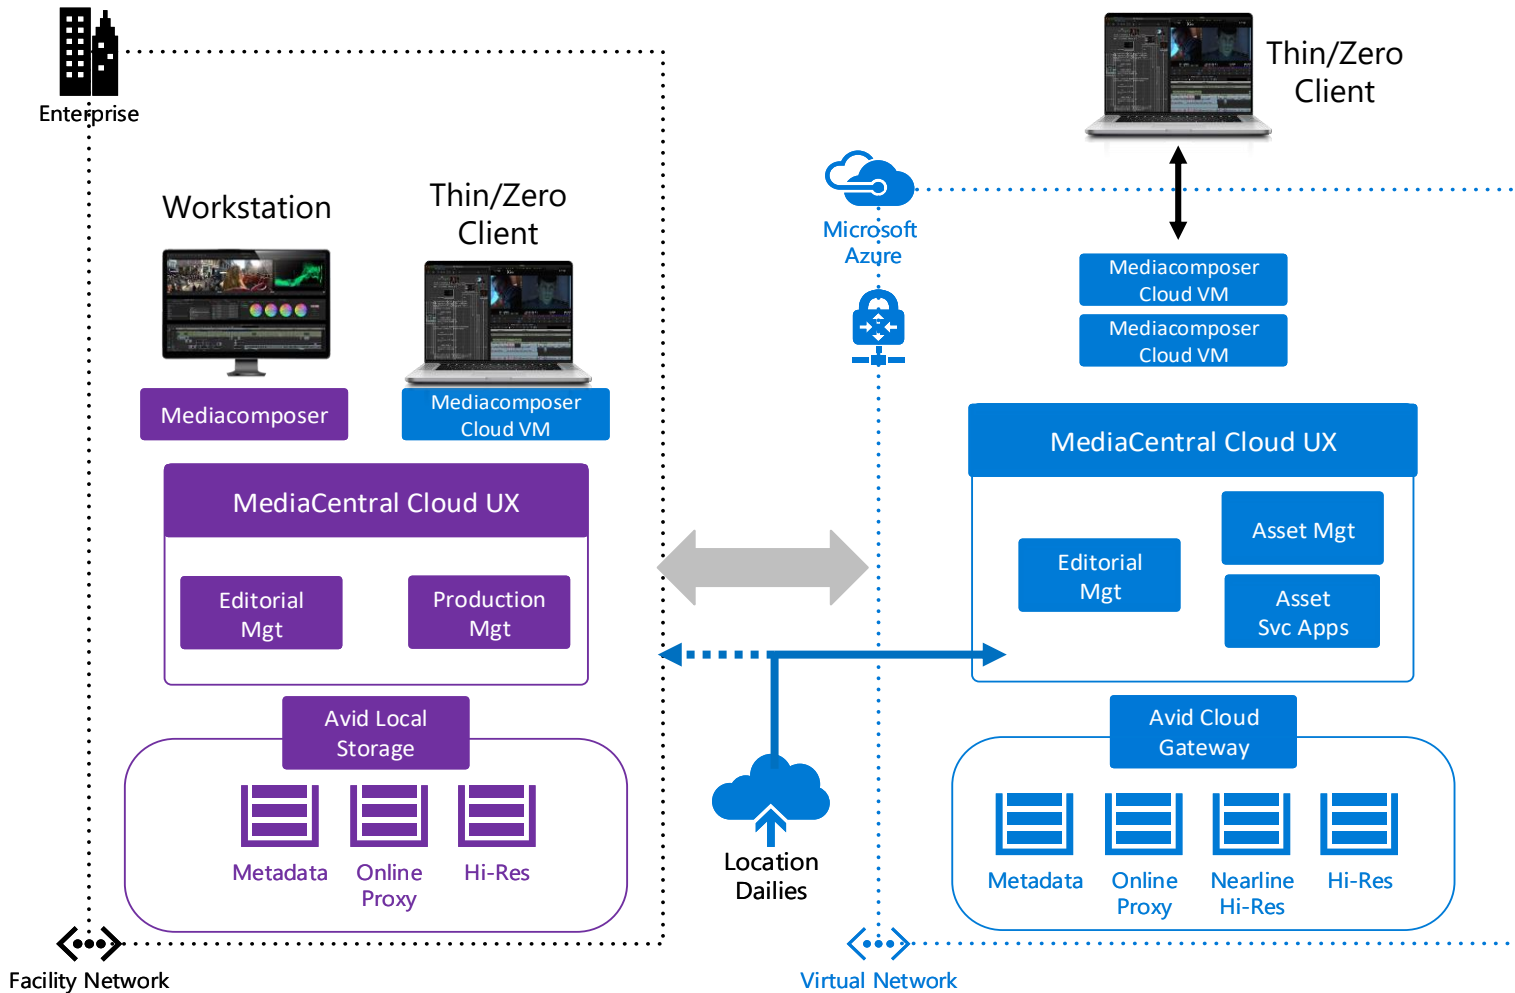 Enterprise
Workstation
Thin/Zero
Client
Mediacomposer
Mediacomposer
Cloud VM
MediaCentral Cloud UX
Editorial
Mgt
Production
Mgt
Avid Local
Storage
Metadata
Online
Proxy
Hi-Res
Facility Network
Location
Dailies
Thin/Zero
Client
Microsoft
Azure
Mediacomposer
Cloud VM
Mediacomposer
Cloud VM
MediaCentral Cloud UX
Editorial
Mgt
Asset Mgt
Asset
Svc Apps
Avid Cloud
Gateway
Metadata
Online
Proxy
Nearline
Hi-Res
Hi-Res
Virtual Network